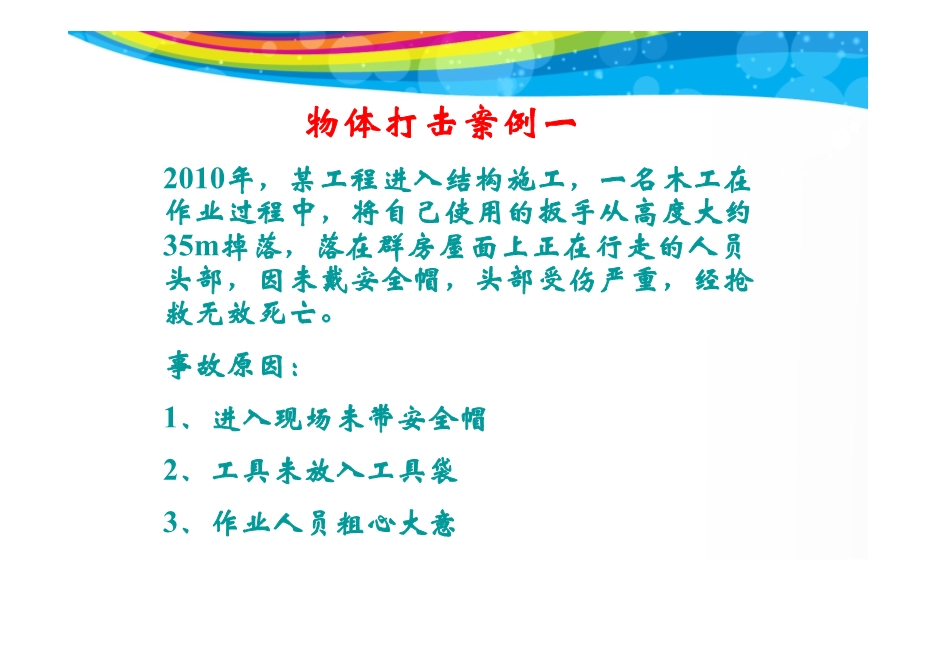 物体打击案例一
2010年，某工程进入结构施工，一名木工在
作业过程中，将自己使用的扳手从高度大约
35m掉落，落在群房屋面上正在行走的人员
头部，因未戴安全帽，头部受伤严重，经抢
救无效死亡。
事故原因：
1、进入现场未带安全帽
2、工具未放入工具袋
3、作业人员粗心大意